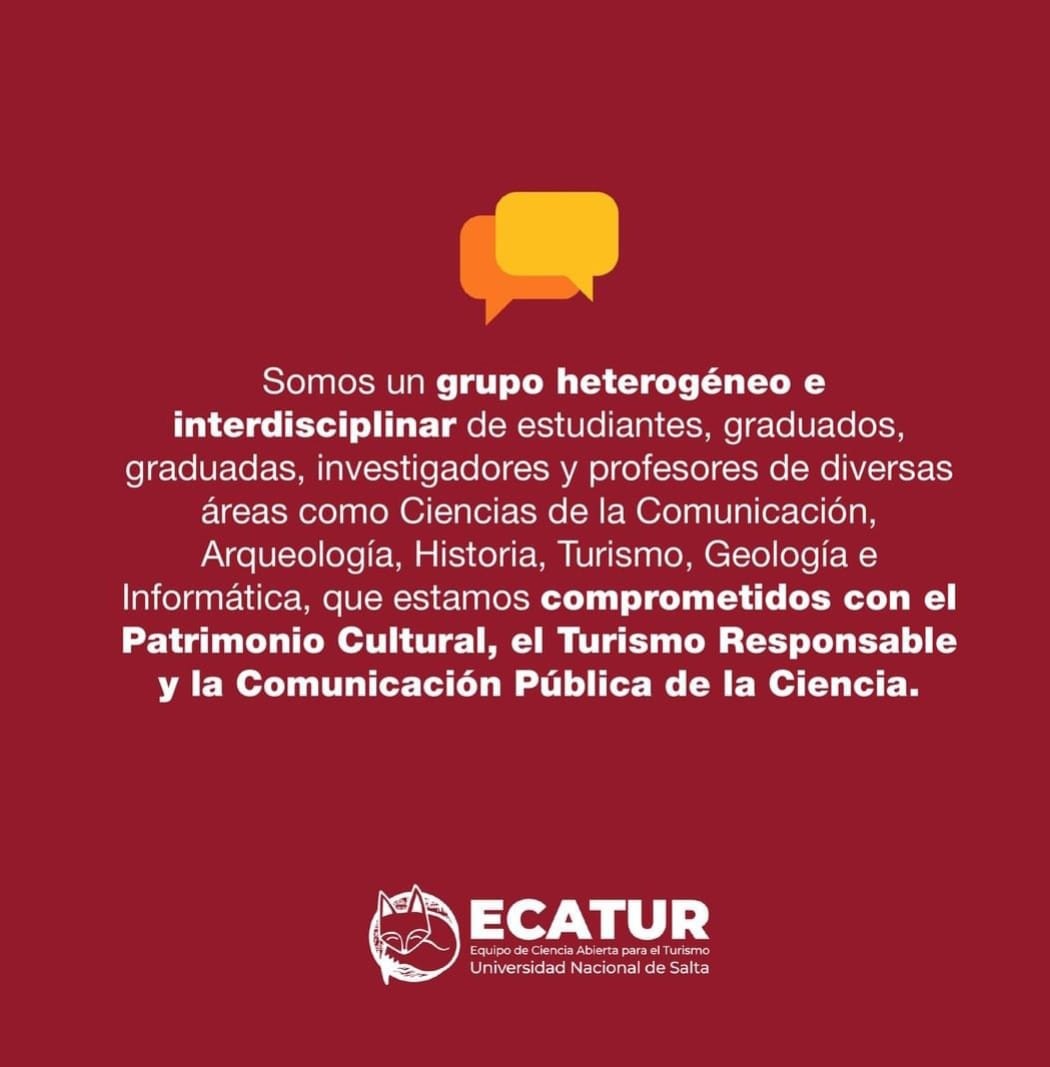 Somos un grupo heterogéneo e
interdisciplinar de estudiantes, graduados,
graduadas, investigadores y profesores de diversas
áreas como Ciencias de la Comunicación,
Arqueología, Historia, Turismo, Geología e
Informática, que estamos comprometidos con el
Patrimonio Cultural, el Turismo Responsable
y la Comunicación Pública de la Ciencia.
ECATUR
Equipo de Ciencia Abierta para el Turismo
Universidad Nacional de Salta